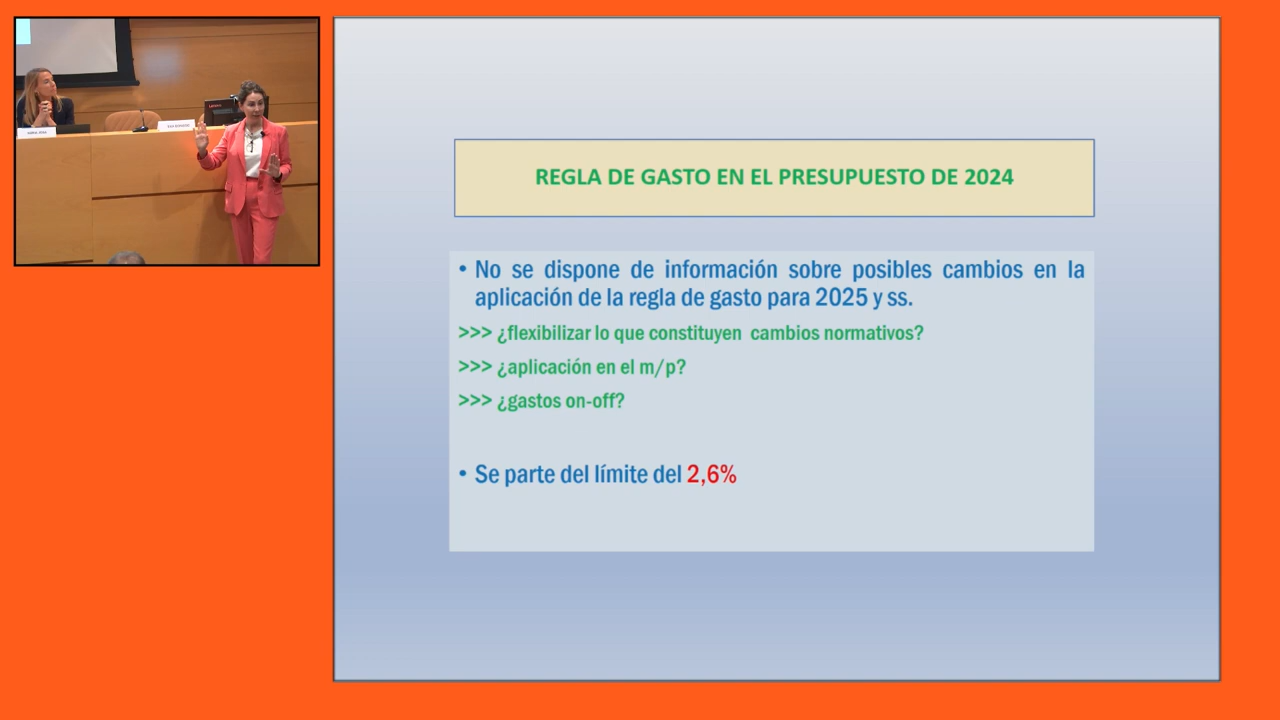 REGLA DE GASTO EN EL PRESUPUESTO DE 2024
• No se dispone de información sobre posibles cambios en la
aplicación de la regla de gasto para 2025 y ss.
>>> ¿flexibilizar lo que constituyen cambios normativos?
>>> ¿aplicación en el m/p?
>>> ¿gastos on-off?
• Se parte del límite del 2,6%